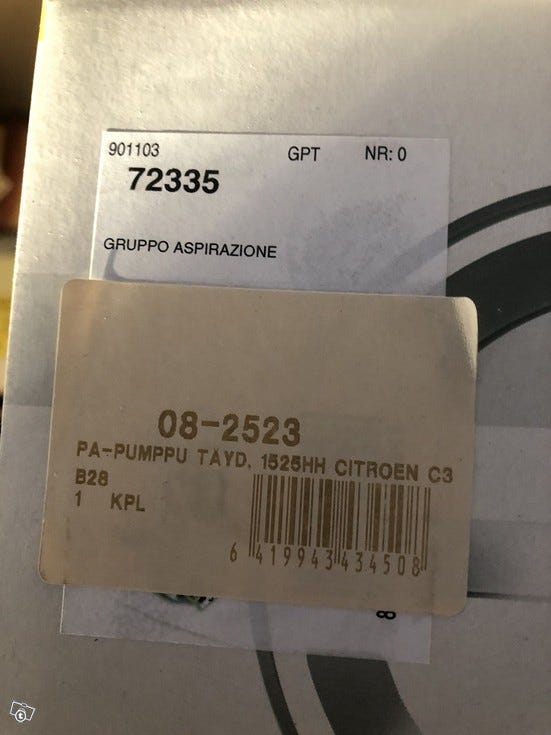 901103 GPT NR: 0
72335
GRUPPO ASPIRAZIONE
08-2523
PA-PUMPPU TAYD. 1525HH CITROEN C3
B28
1 KPL
6 419943 434508
8
t